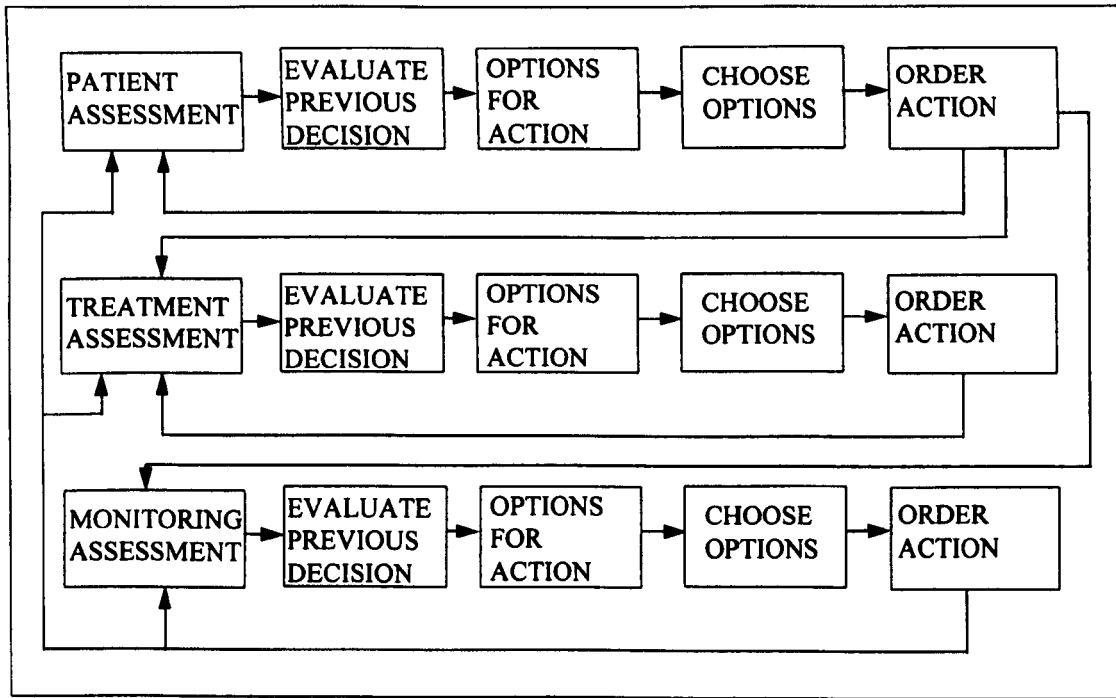 PATIENT
ASSESSMENT
EVALUATE
PREVIOUS
DECISION
OPTIONS
FOR
ACTION
CHOOSE
OPTIONS
ORDER
ACTION
TREATMENT
ASSESSMENT
EVALUATE
PREVIOUS
DECISION
OPTIONS
FOR
ACTION
CHOOSE
OPTIONS
ORDER
ACTION
MONITORING
ASSESSMENT
EVALUATE
PREVIOUS
DECISION
OPTIONS
FOR
ACTION
CHOOSE
OPTIONS
ORDER
ACTION